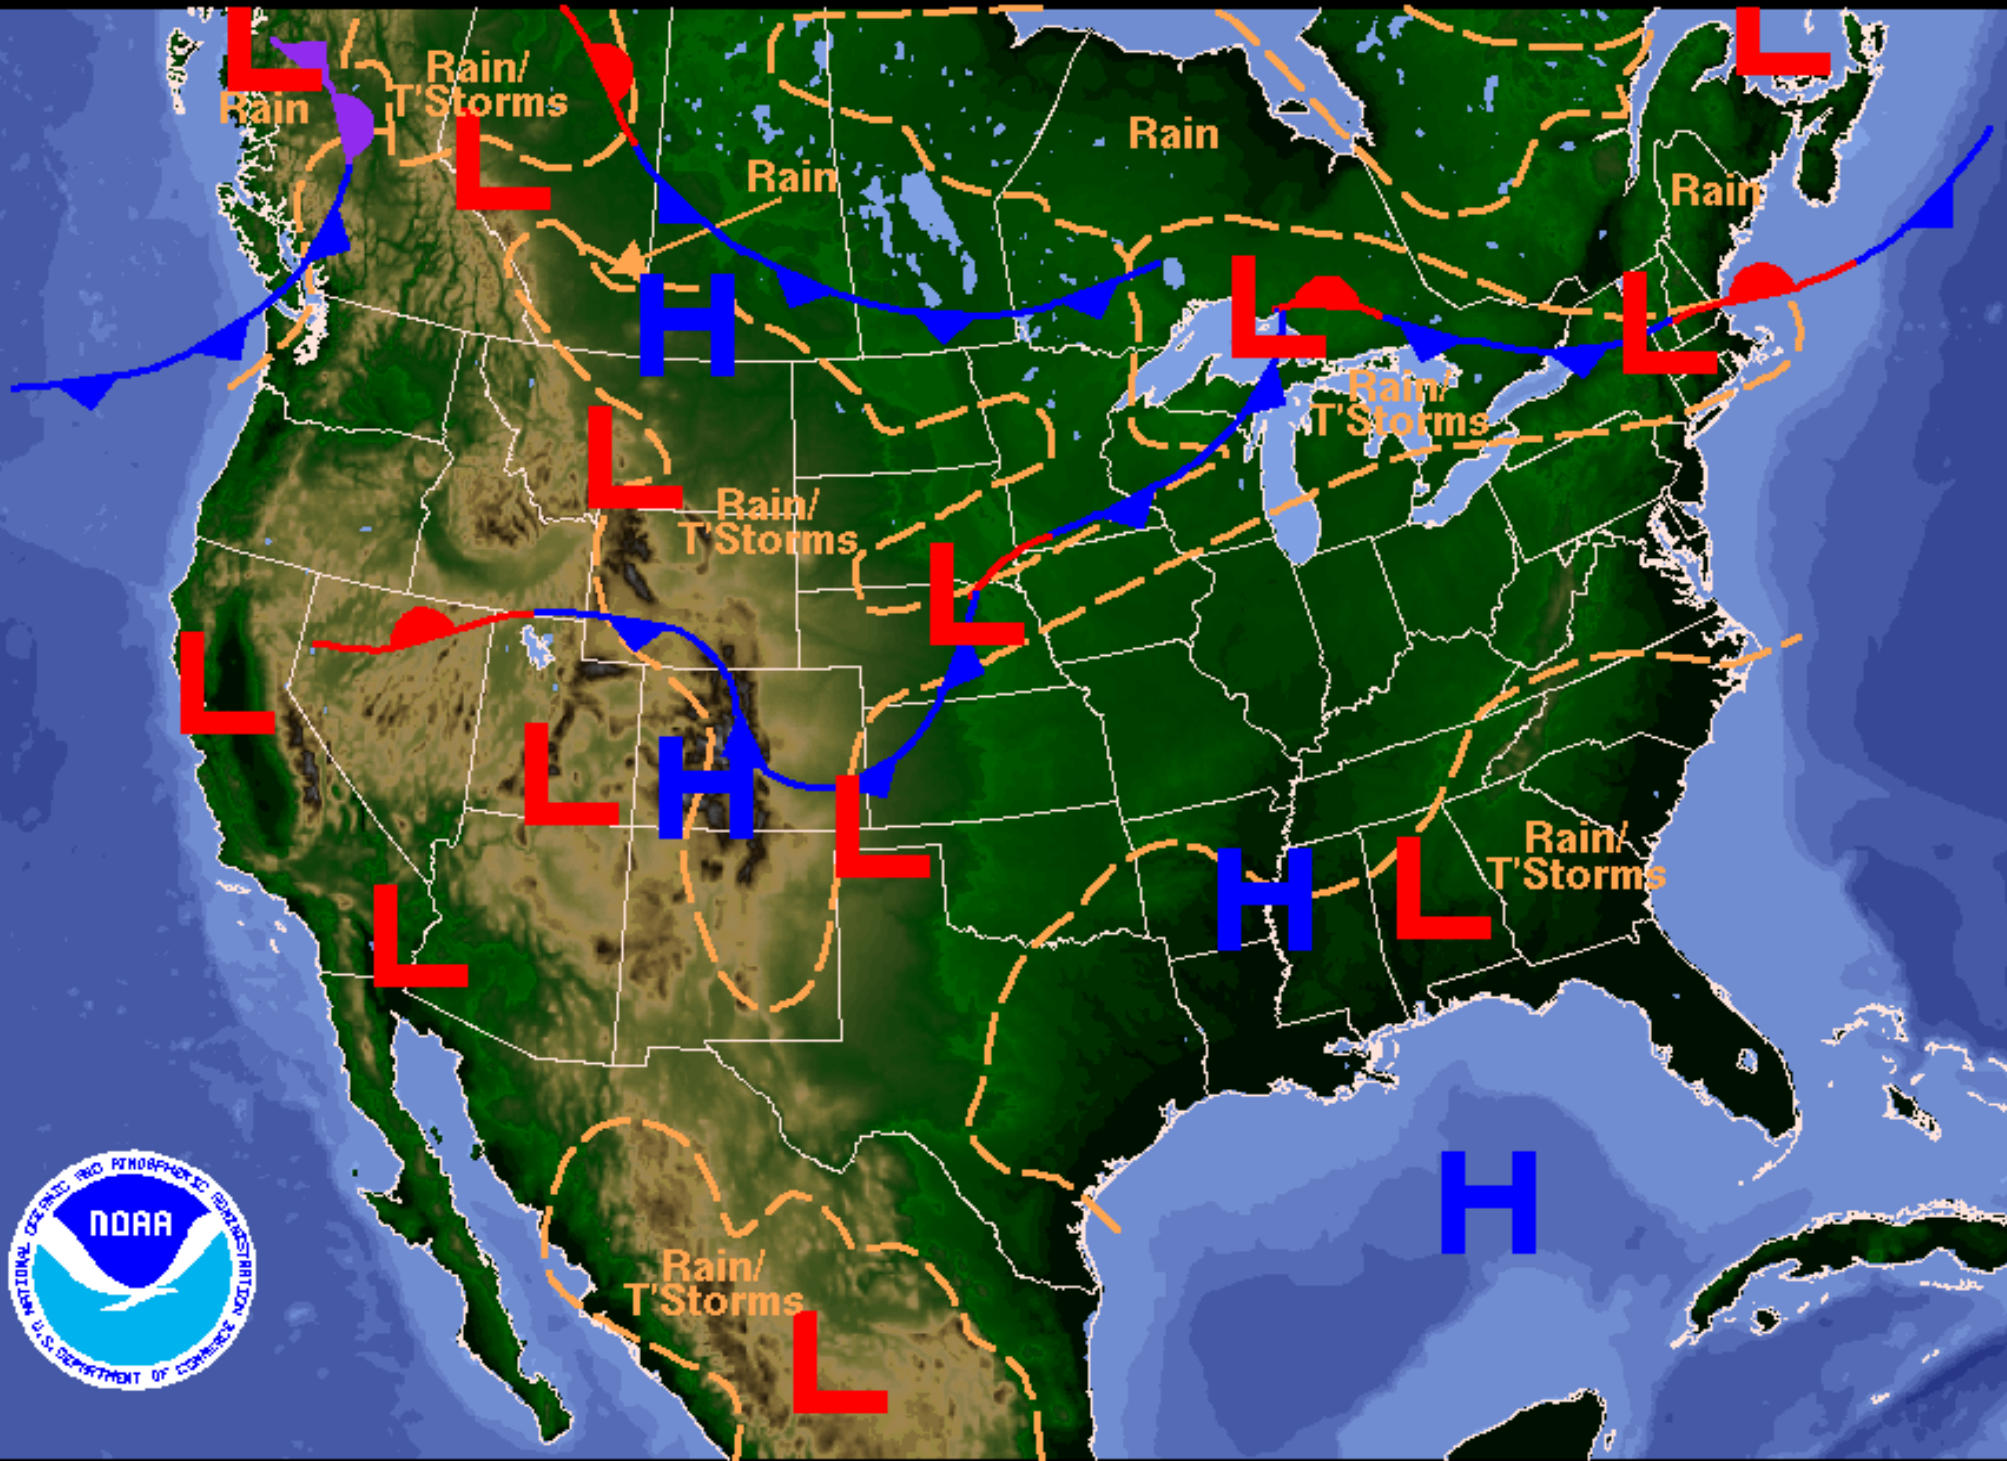 L
L
Rain/
T'Storms
Rain
L
Rain
Rain
Rain
L
L
H
L
Rain/
T'Storms
L
Rain/
T'Storms
L
L
L
H
L
Rain/
T'Storms
H
L
L
H
Rain/
T'Storms
L
NOAA
NATIONAL OCEANIC AND ATMOSPHERIC ADMINISTRATION
U.S. DEPARTMENT OF COMMERCE